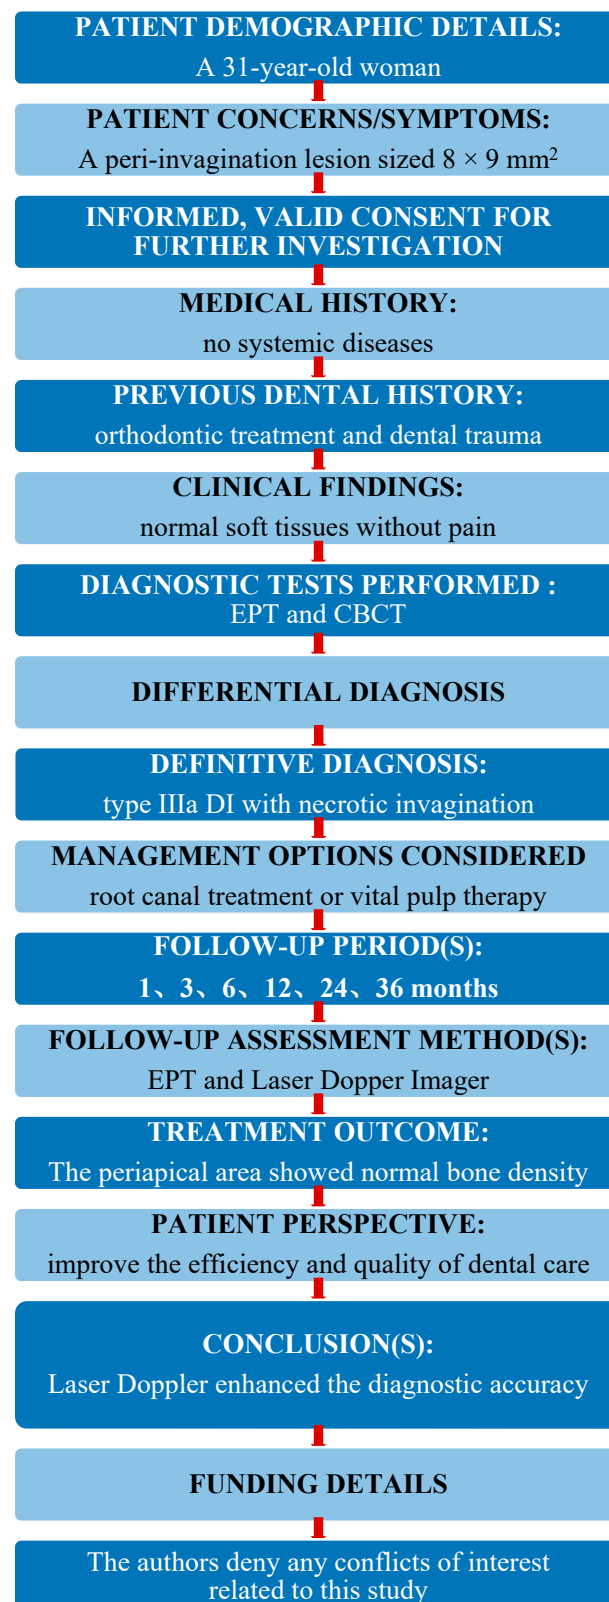 PATIENT DEMOGRAPHIC DETAILS:
A 31-year-old woman
PATIENT CONCERNS/SYMPTOMS:
A peri-invagination lesion sized 8 × 9 mm²
INFORMED, VALID CONSENT FOR
FURTHER INVESTIGATION
MEDICAL HISTORY:
no systemic diseases
PREVIOUS DENTAL HISTORY:
orthodontic treatment and dental trauma
CLINICAL FINDINGS:
normal soft tissues without pain
DIAGNOSTIC TESTS PERFORMED :
EPT and CBCT
DIFFERENTIAL DIAGNOSIS
DEFINITIVE DIAGNOSIS:
type IIIa DI with necrotic invagination
MANAGEMENT OPTIONS CONSIDERED
root canal treatment or vital pulp therapy
FOLLOW-UP PERIOD(S):
1、3、6、12、24、36 months
FOLLOW-UP ASSESSMENT METHOD(S):
EPT and Laser Dopper Imager
TREATMENT OUTCOME:
The periapical area showed normal bone density
PATIENT PERSPECTIVE:
improve the efficiency and quality of dental care
CONCLUSION(S):
Laser Doppler enhanced the diagnostic accuracy
FUNDING DETAILS
The authors deny any conflicts of interest
related to this study